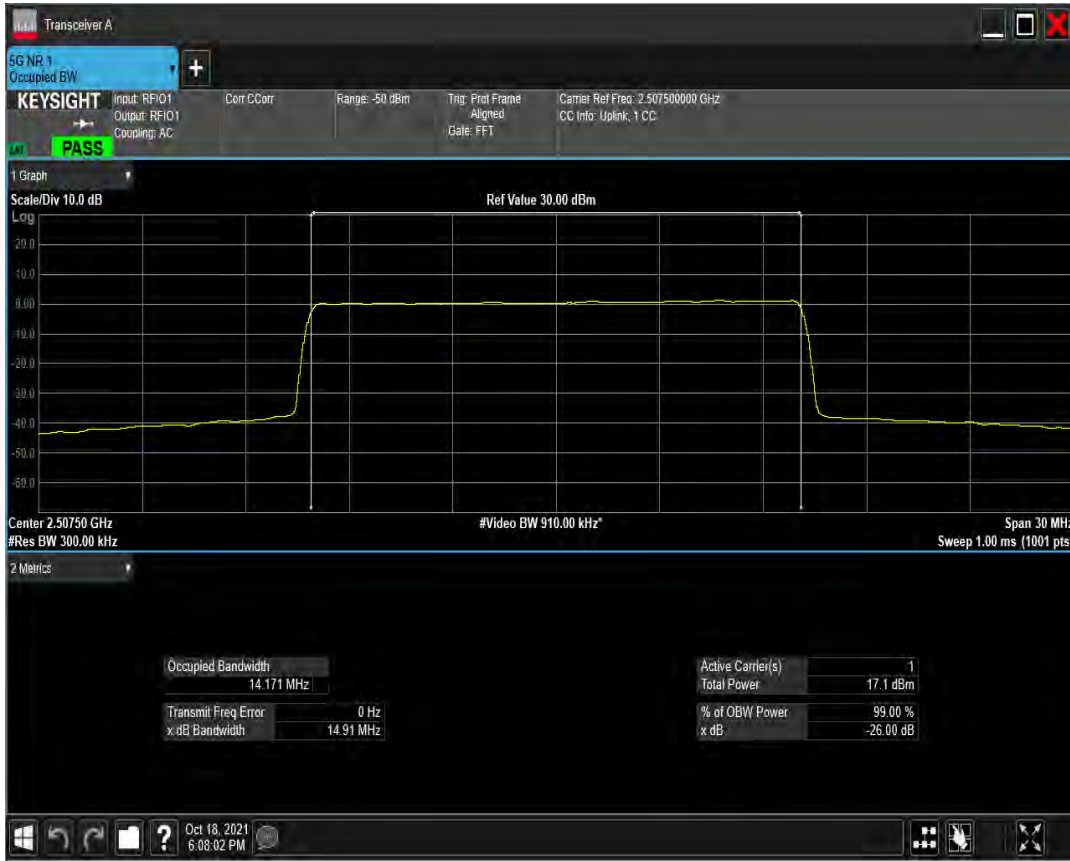 Transceiver A
5G NR 1
Occupied BW
+
KEYSIGHT
Input: RFIO1
Output: RFIO1
Coupling: AC
Corr CCorr
Range: -50 dBm
Trig: Prot Frame
Aligned
Gate: FFT
Carrier Ref Freq: 2.507500000 GHz
CC Info: Uplink, 1 CC
PASS
1 Graph
Scale/Div 10.0 dB
Ref Value 30.00 dBm
Log
20.0
10.0
0.00
-10.0
-20.0
-30.0
-40.0
-50.0
-60.0
Center 2.50750 GHz
#Video BW 910.00 kHz*
Span 30 MHz
#Res BW 300.00 kHz
Sweep 1.00 ms (1001 pts
2 Metrics
Occupied Bandwidth
14.171 MHz
Transmit Freq Error 0 Hz
x dB Bandwidth 14.91 MHz
Active Carrier(s) 1
Total Power 17.1 dBm
% of OBW Power 99.00 %
x dB -26.00 dB
?
Oct 18, 2021
6:08:02 PM